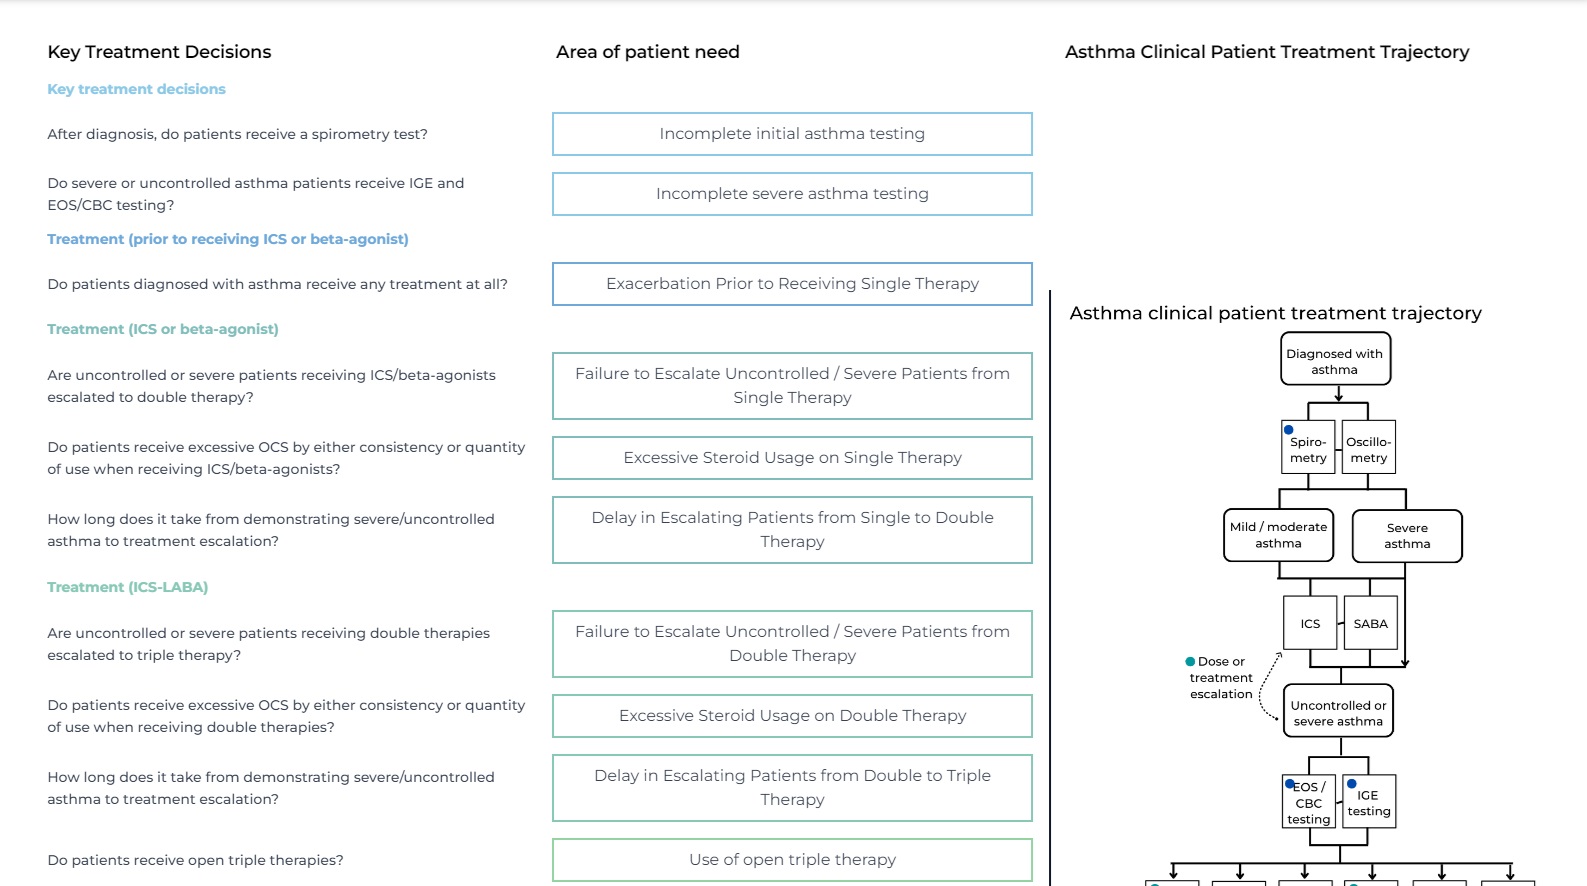 Key Treatment Decisions
Area of patient need
Asthma Clinical Patient Treatment Trajectory
Key treatment decisions
After diagnosis, do patients receive a spirometry test?
Incomplete initial asthma testing
Do severe or uncontrolled asthma patients receive IGE and
EOS/CBC testing?
Incomplete severe asthma testing
Treatment (prior to receiving ICS or beta-agonist)
Do patients diagnosed with asthma receive any treatment at all?
Exacerbation Prior to Receiving Single Therapy
Treatment (ICS or beta-agonist)
Are uncontrolled or severe patients receiving ICS/beta-agonists
escalated to double therapy?
Failure to Escalate Uncontrolled / Severe Patients from
Single Therapy
Do patients receive excessive OCS by either consistency or quantity
of use when receiving ICS/beta-agonists?
Excessive Steroid Usage on Single Therapy
How long does it take from demonstrating severe/uncontrolled
asthma to treatment escalation?
Delay in Escalating Patients from Single to Double
Therapy
Treatment (ICS-LABA)
Are uncontrolled or severe patients receiving double therapies
escalated to triple therapy?
Failure to Escalate Uncontrolled / Severe Patients from
Double Therapy
Do patients receive excessive OCS by either consistency or quantity
of use when receiving double therapies?
Excessive Steroid Usage on Double Therapy
How long does it take from demonstrating severe/uncontrolled
asthma to treatment escalation?
Delay in Escalating Patients from Double to Triple
Therapy
Do patients receive open triple therapies?
Use of open triple therapy
Asthma clinical patient treatment trajectory
Diagnosed with
asthma
Spiro-
metry
Oscillo-
metry
Mild / moderate
asthma
Severe
asthma
ICS
SABA
Dose or
treatment
escalation
Uncontrolled or
severe asthma
EOS /
CBC
testing
IGE
testing